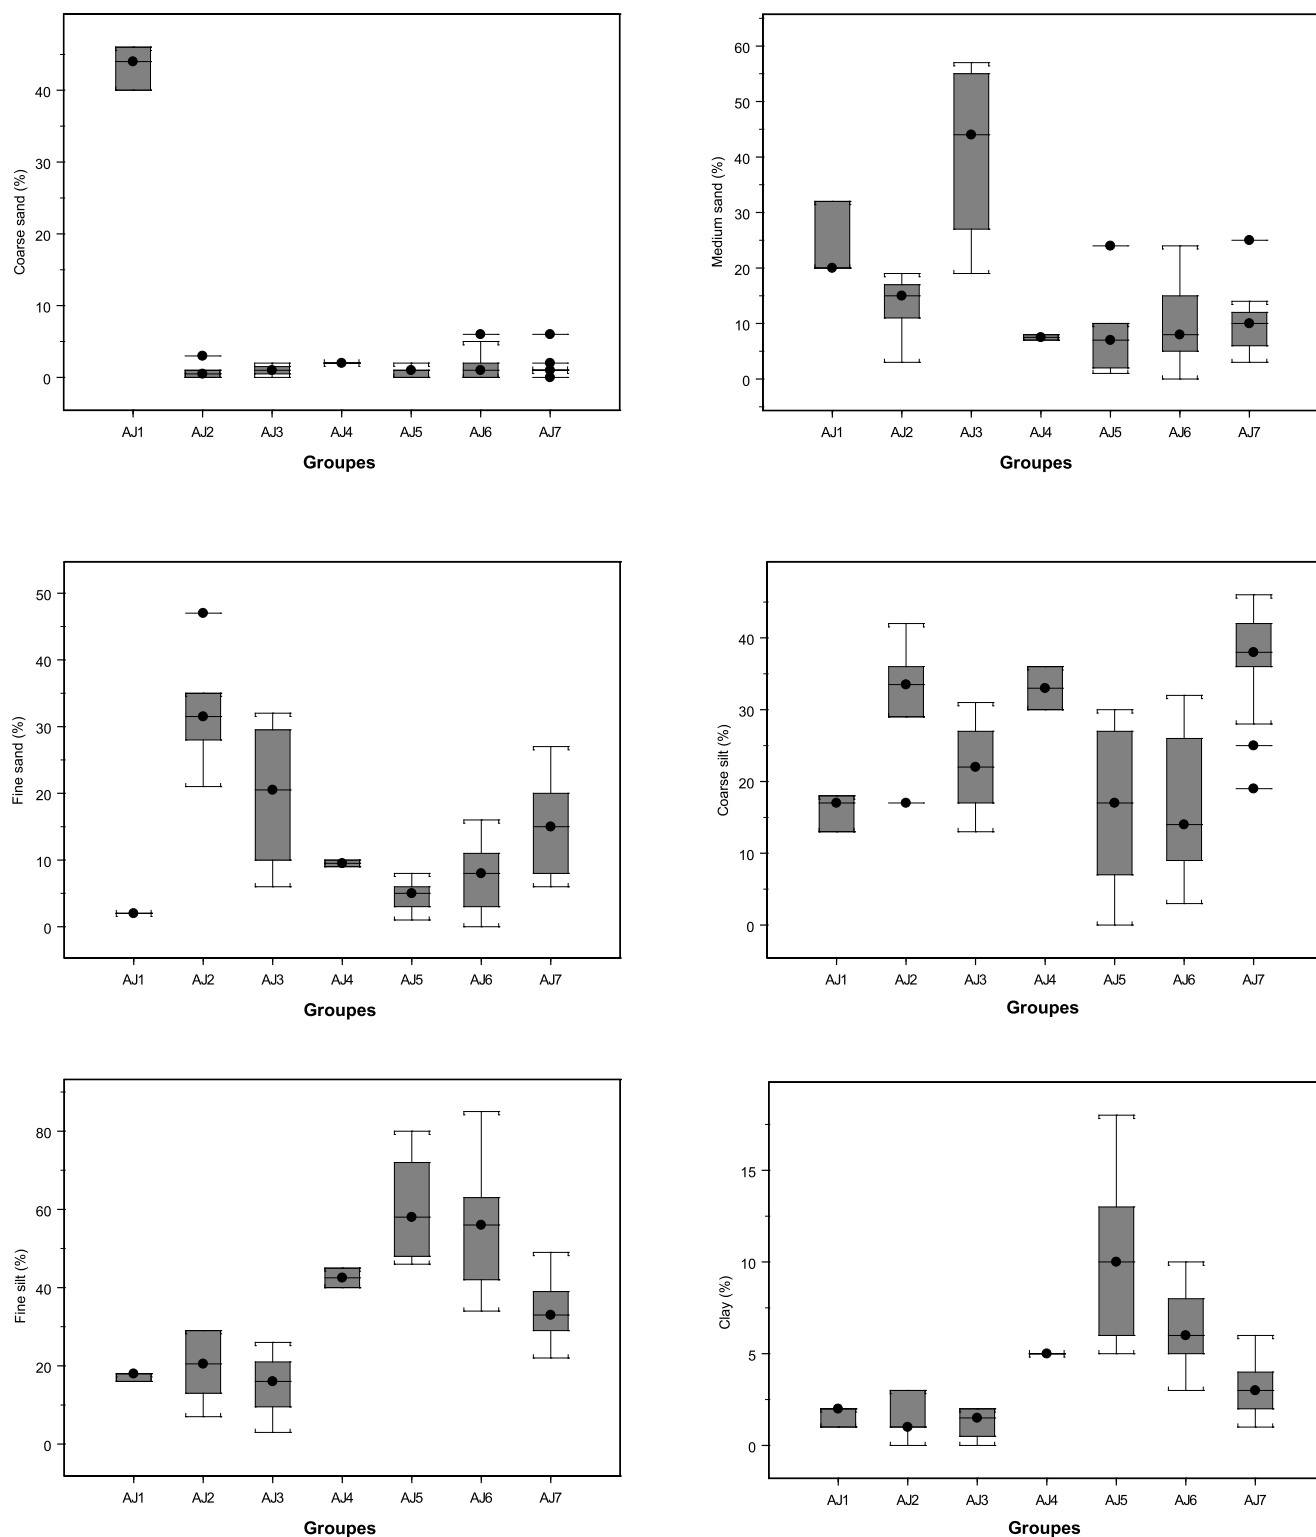 Coarse sand (%)
40
30
20
10
0
AJ1 AJ2 AJ3 AJ4 AJ5 AJ6 AJ7
Groupes
Medium sand (%)
60
50
40
30
20
10
0
AJ1 AJ2 AJ3 AJ4 AJ5 AJ6 AJ7
Groupes
Fine sand (%)
50
40
30
20
10
0
AJ1 AJ2 AJ3 AJ4 AJ5 AJ6 AJ7
Groupes
Coarse silt (%)
40
30
20
10
0
AJ1 AJ2 AJ3 AJ4 AJ5 AJ6 AJ7
Groupes
Fine silt (%)
80
60
40
20
0
AJ1 AJ2 AJ3 AJ4 AJ5 AJ6 AJ7
Groupes
Clay (%)
15
10
5
0
AJ1 AJ2 AJ3 AJ4 AJ5 AJ6 AJ7
Groupes